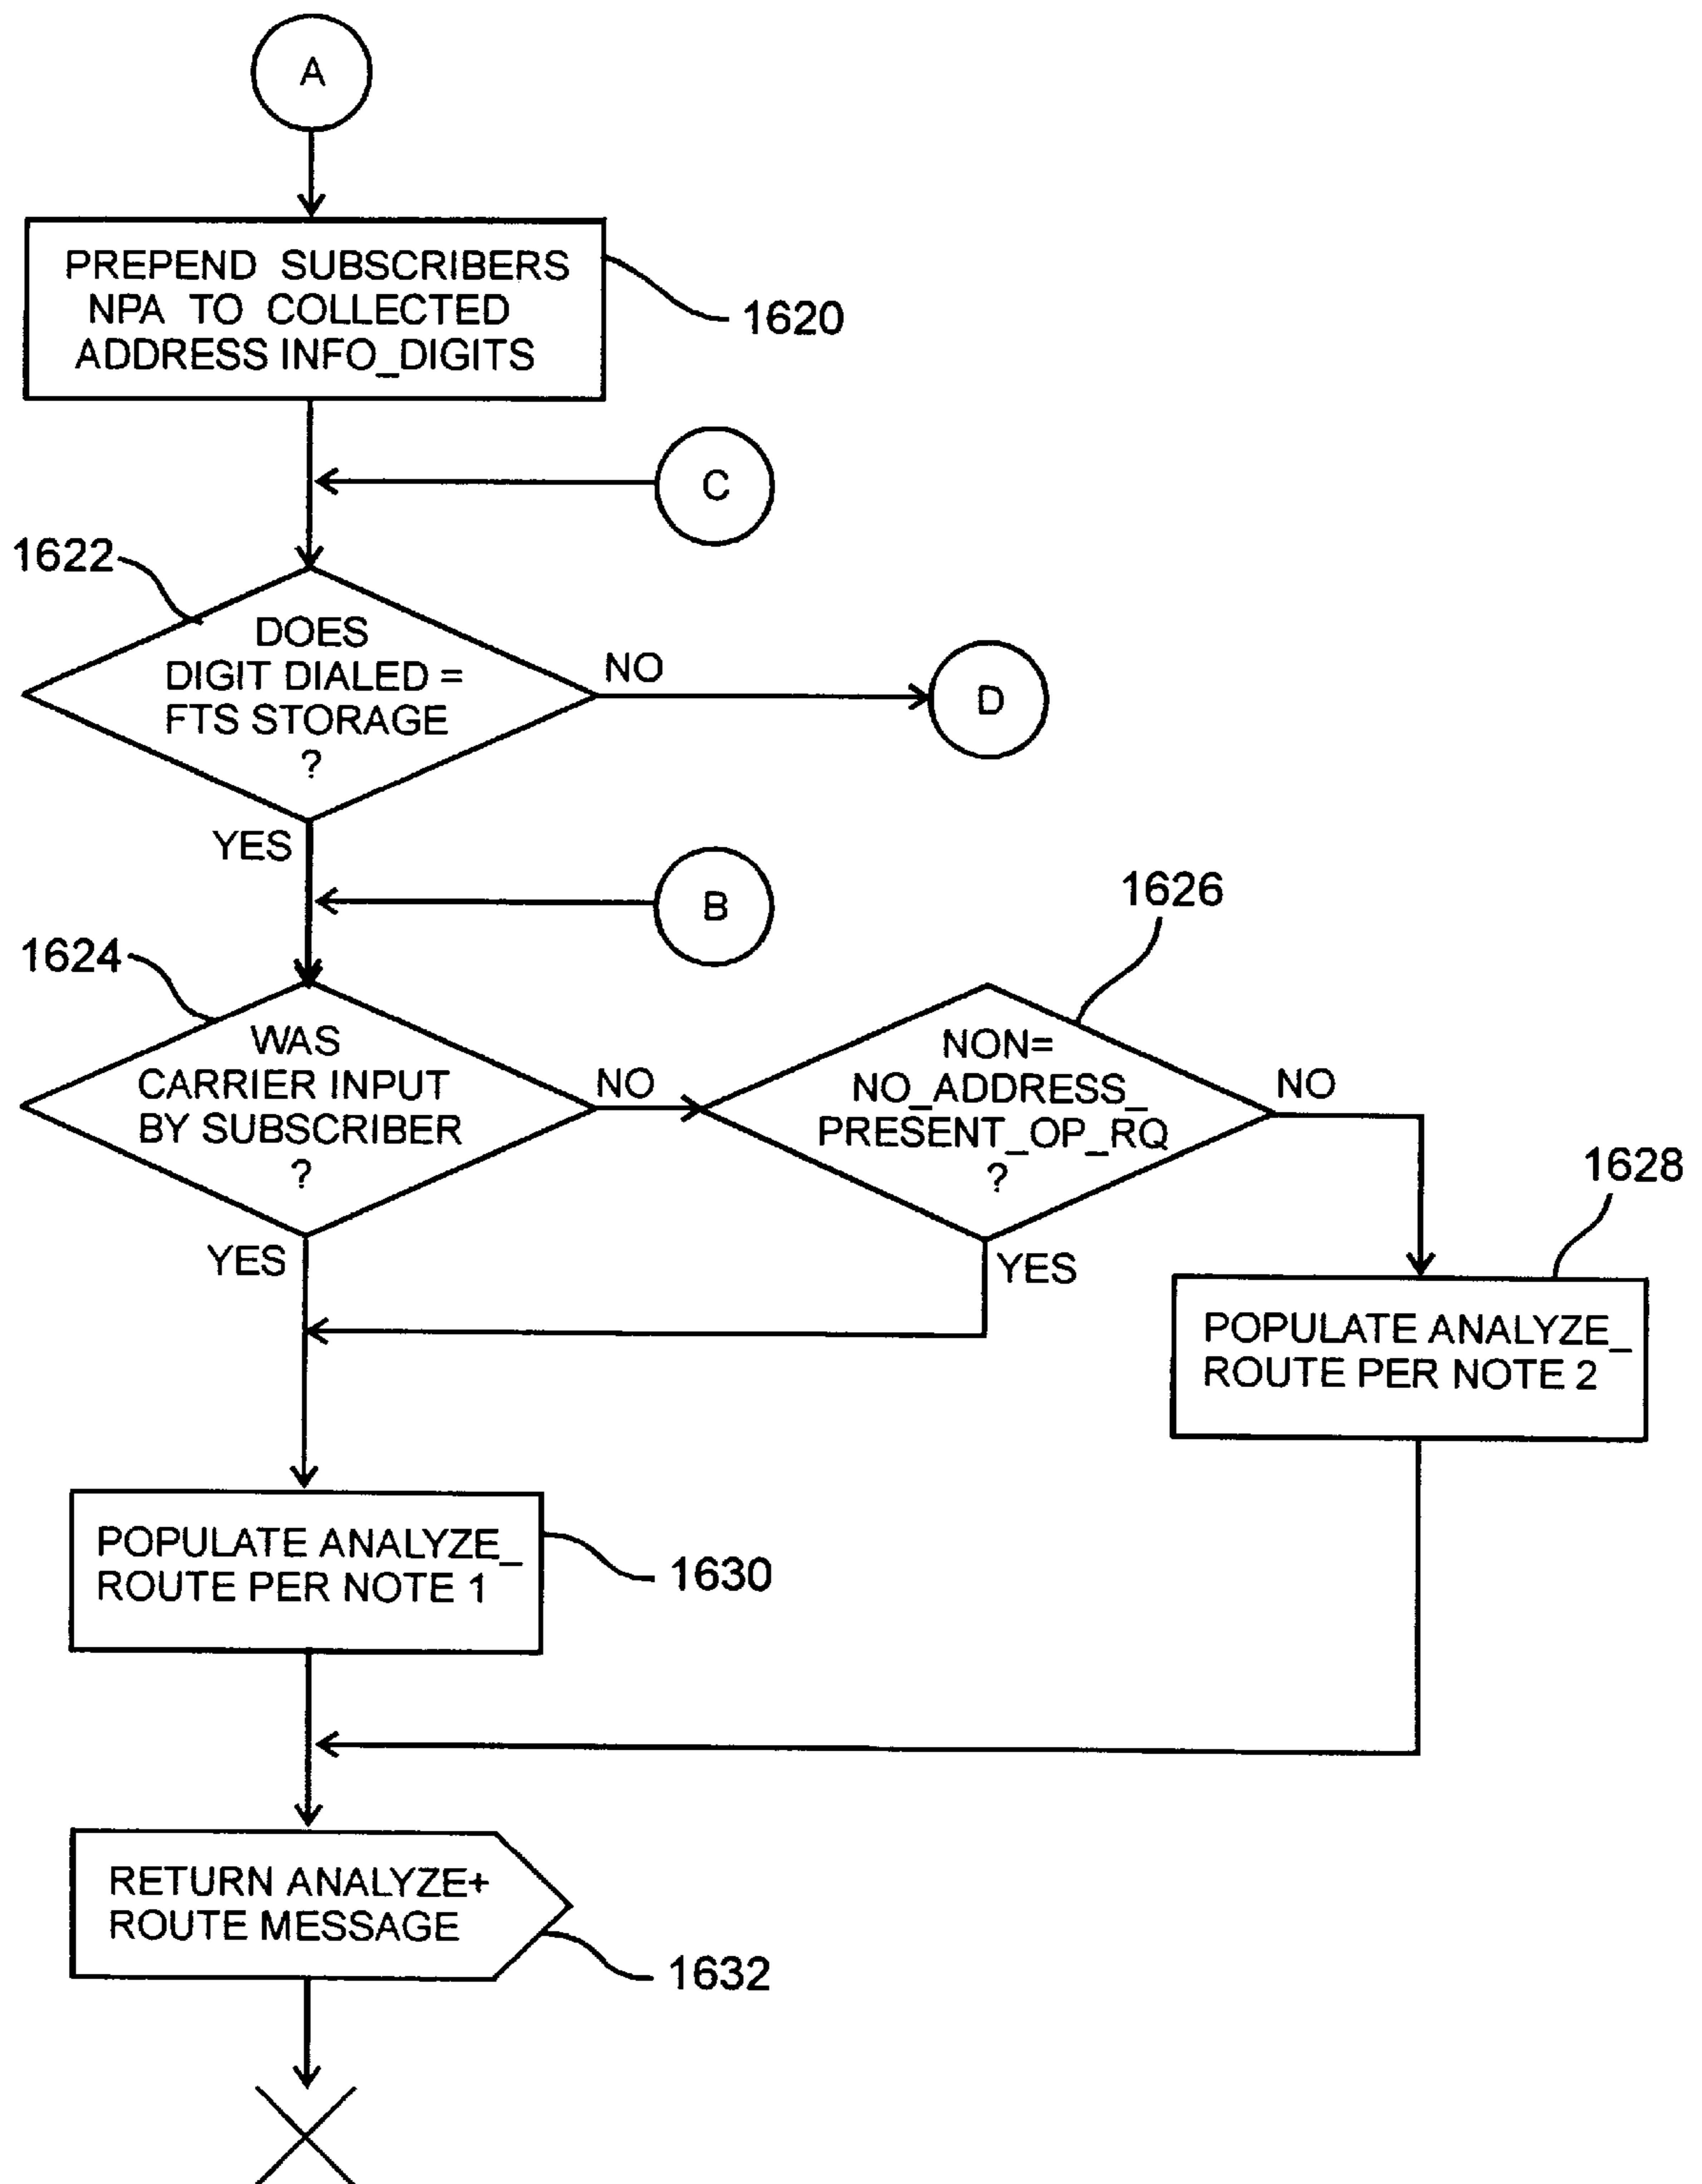 A
PREPEND SUBSCRIBERS
NPA TO COLLECTED
ADDRESS INFO_DIGITS
1620
C
1622
DOES
DIGIT DIALED =
FTS STORAGE
?
NO
D
YES
B
1624
WAS
CARRIER INPUT
BY SUBSCRIBER
?
NO
1626
NON=
NO_ADDRESS_
PRESENT_OP_RQ
?
NO
YES
YES
1628
POPULATE ANALYZE_
ROUTE PER NOTE 2
POPULATE ANALYZE_
ROUTE PER NOTE 1
1630
RETURN ANALYZE+
ROUTE MESSAGE
1632